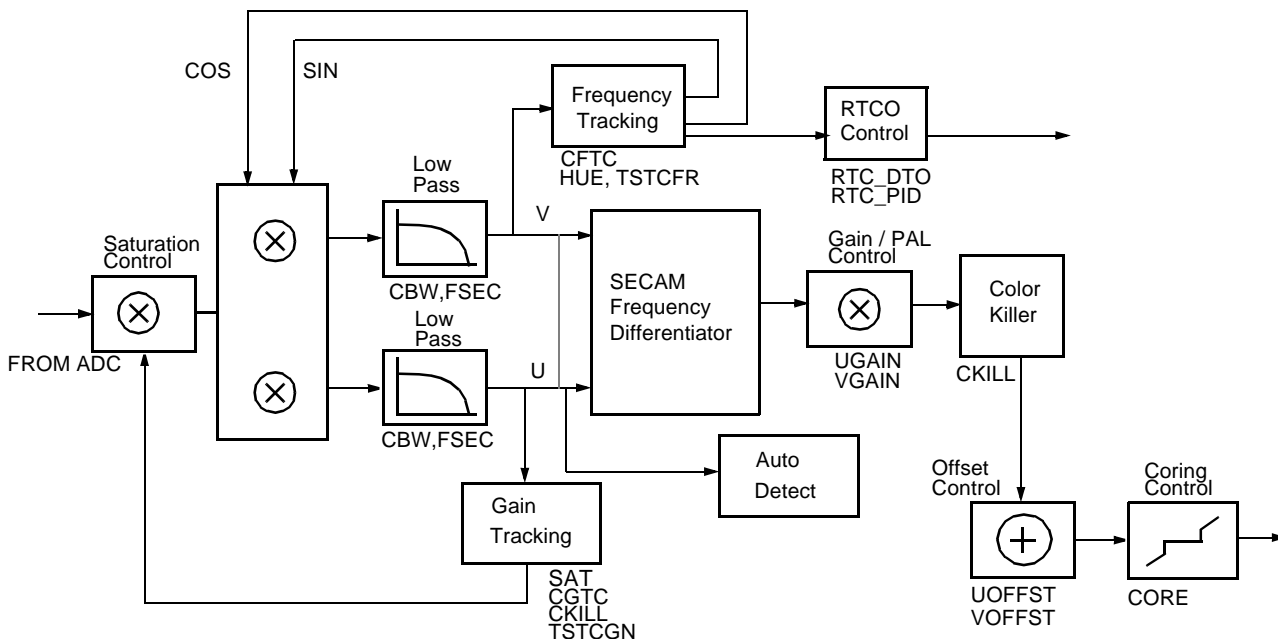 COS
SIN
Frequency
Tracking
CFTC
HUE, TSTCFR
RTCO
Control
RTC_DTO
RTC_PID
Low
Pass
CBW,FSEC
V
Saturation
Control
FROM ADC
SECAM
Frequency
Differentiator
Gain / PAL
Control
UGAIN
VGAIN
Color
Killer
CKILL
Low
Pass
CBW,FSEC
U
Auto
Detect
Gain
Tracking
SAT
CGTC
CKILL
TSTCGN
Offset
Control
UOFFST
VOFFST
Coring
Control
CORE